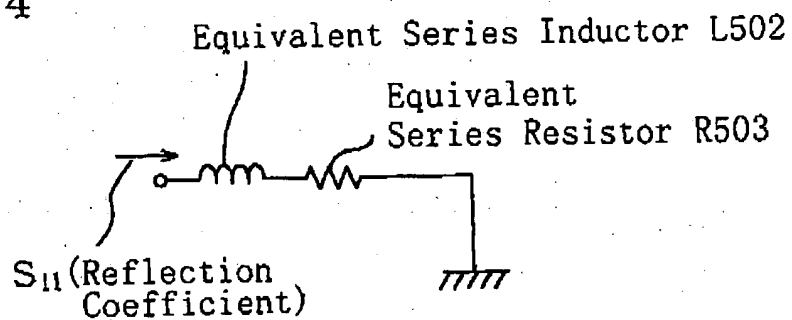 4
Equivalent Series Inductor L502
Equivalent
Series Resistor R503
S11(Reflection
Coefficient)